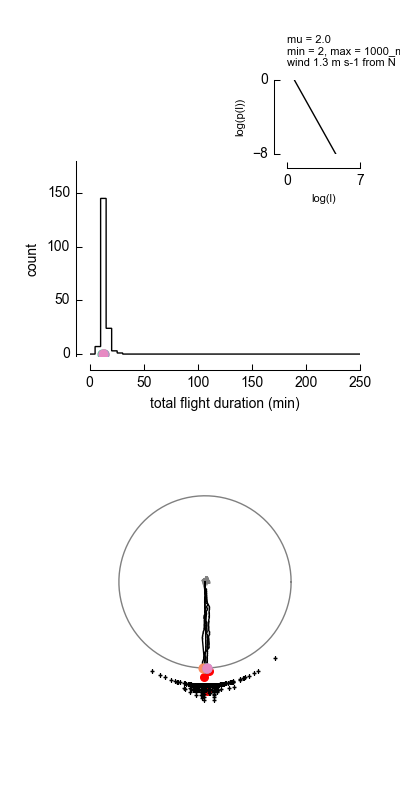 mu = 2.0
min = 2, max = 1000_m
wind 1.3 m s-1 from N
0
−8
log(p(l))
0 7
log(l)
150
100
50
0
count
0 50 100 150 200 250
total flight duration (min)